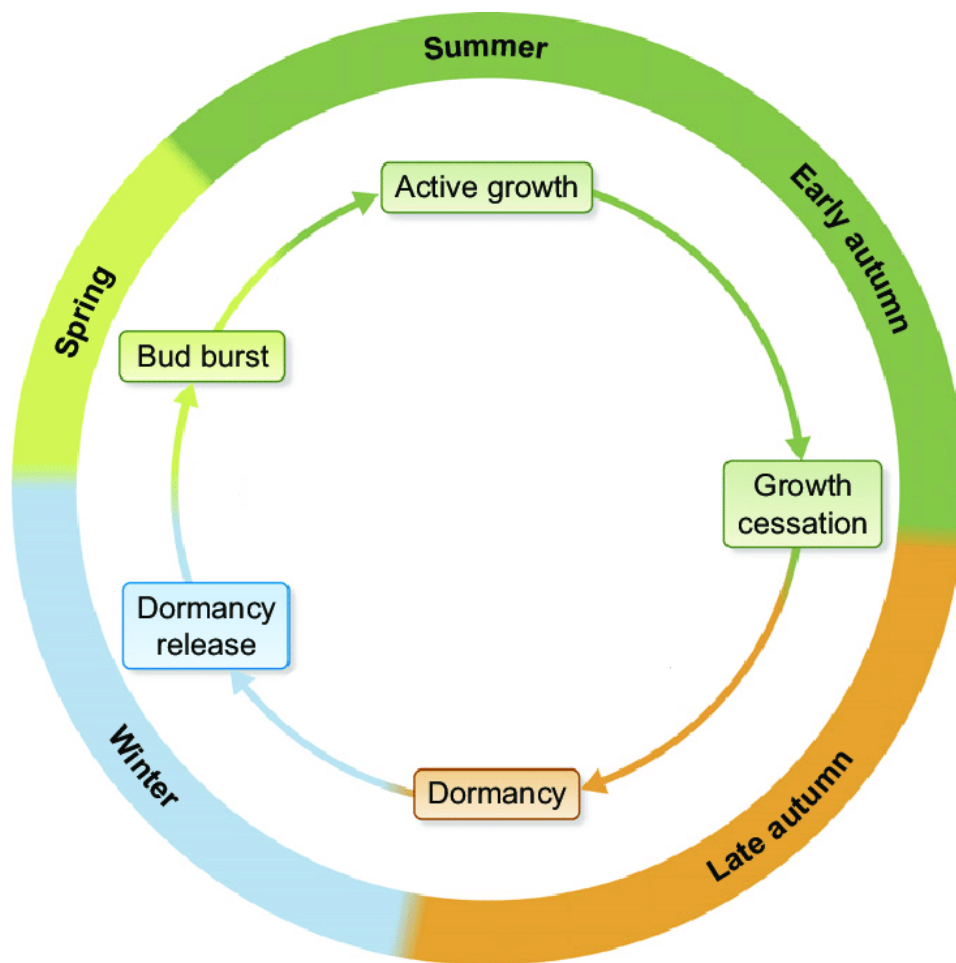 Summer
Active growth
Early autumn
Spring
Bud burst
Growth
cessation
Dormancy
release
Winter
Dormancy
Late autumn